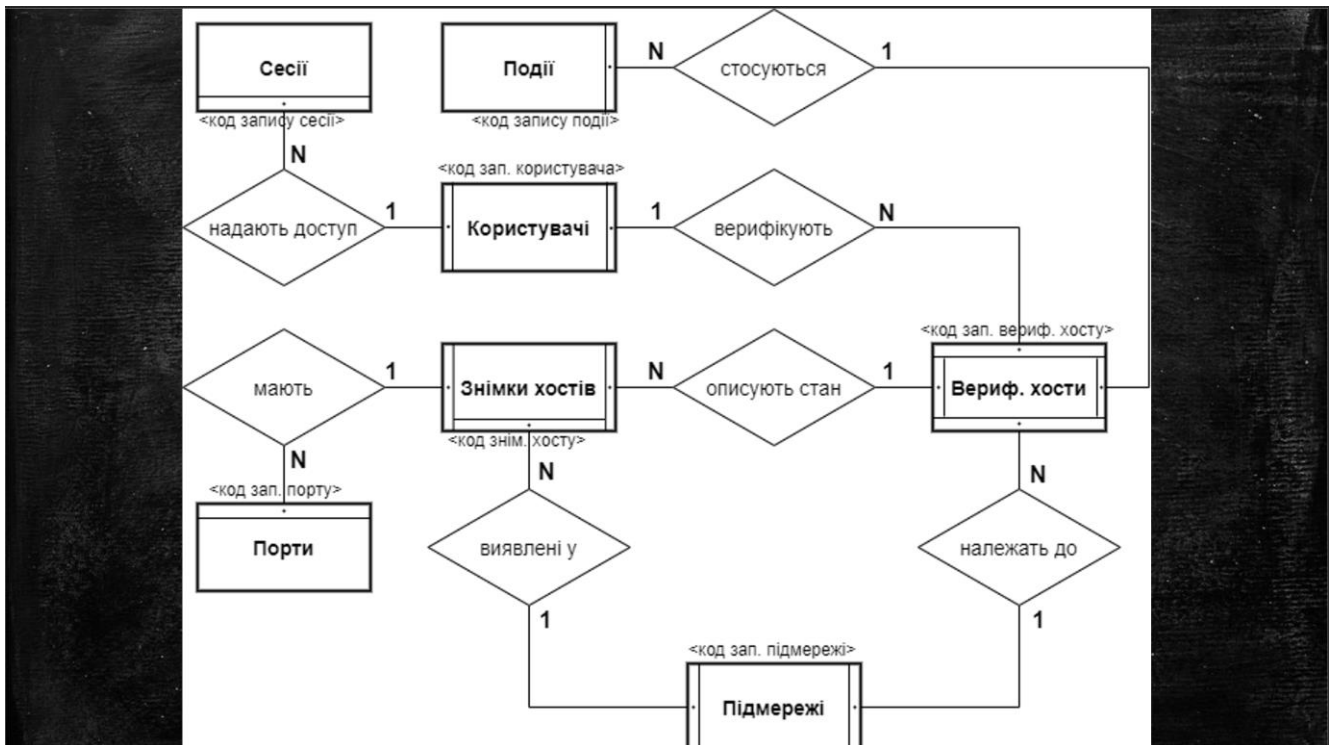 Сесії
Події
N
стосуються
1
<код запису сесії>
<код запису події>
N
<код зап. користувача>
надають доступ
1
Користувачі
1
верифікують
N
<код зап. вериф. хосту>
мають
1
Знімки хостів
N
описують стан
1
Вериф. хости
<код знім. хосту>
N
N
N
<код зап. порту>
Порти
виявлені у
належать до
1
1
<код зап. підмережі>
Підмережі